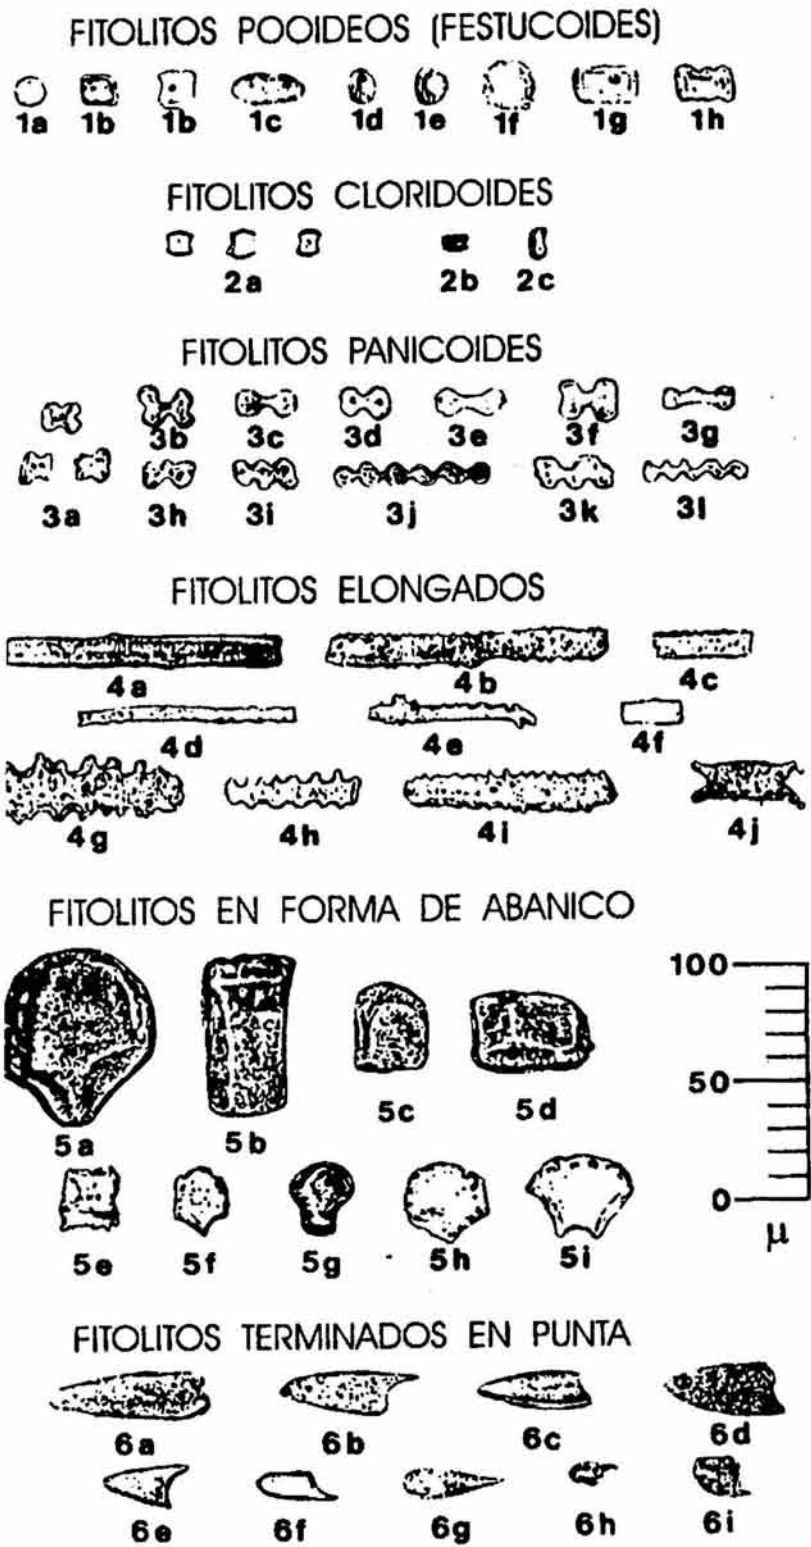 FITOLITOS POOIDEOS (FESTUCOIDES)
1a 1b 1b 1c 1d 1e 1f 1g 1h
FITOLITOS CLORIDOIDES
2a 2b 2c
FITOLITOS PANICOIDES
3b 3c 3d 3e 3f 3g
3a 3h 3i 3j 3k 3l
FITOLITOS ELONGADOS
4a 4b 4c
4d 4e 4f
4g 4h 4i 4j
FITOLITOS EN FORMA DE ABANICO
100
50
0
µ
5a 5b 5c 5d
5e 5f 5g 5h 5i
FITOLITOS TERMINADOS EN PUNTA
6a 6b 6c 6d
6e 6f 6g 6h 6i